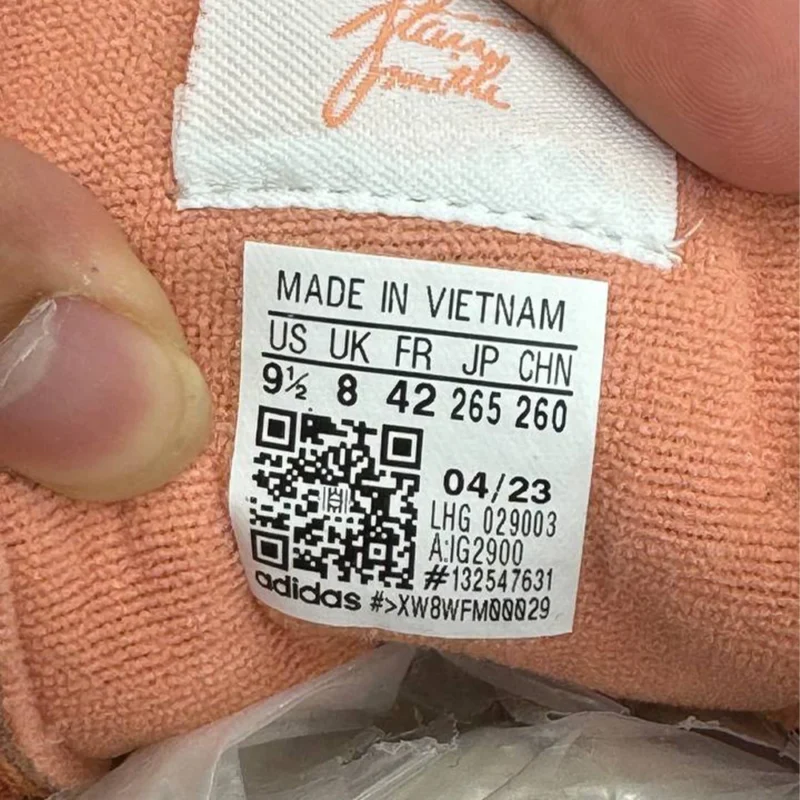 MADE IN VIETNAM
US UK FR JP CHN
9½ 8 42 265 260
04/23
LHG 029003
A:IG2900
#132547631
adidas #>XW8WFM00029